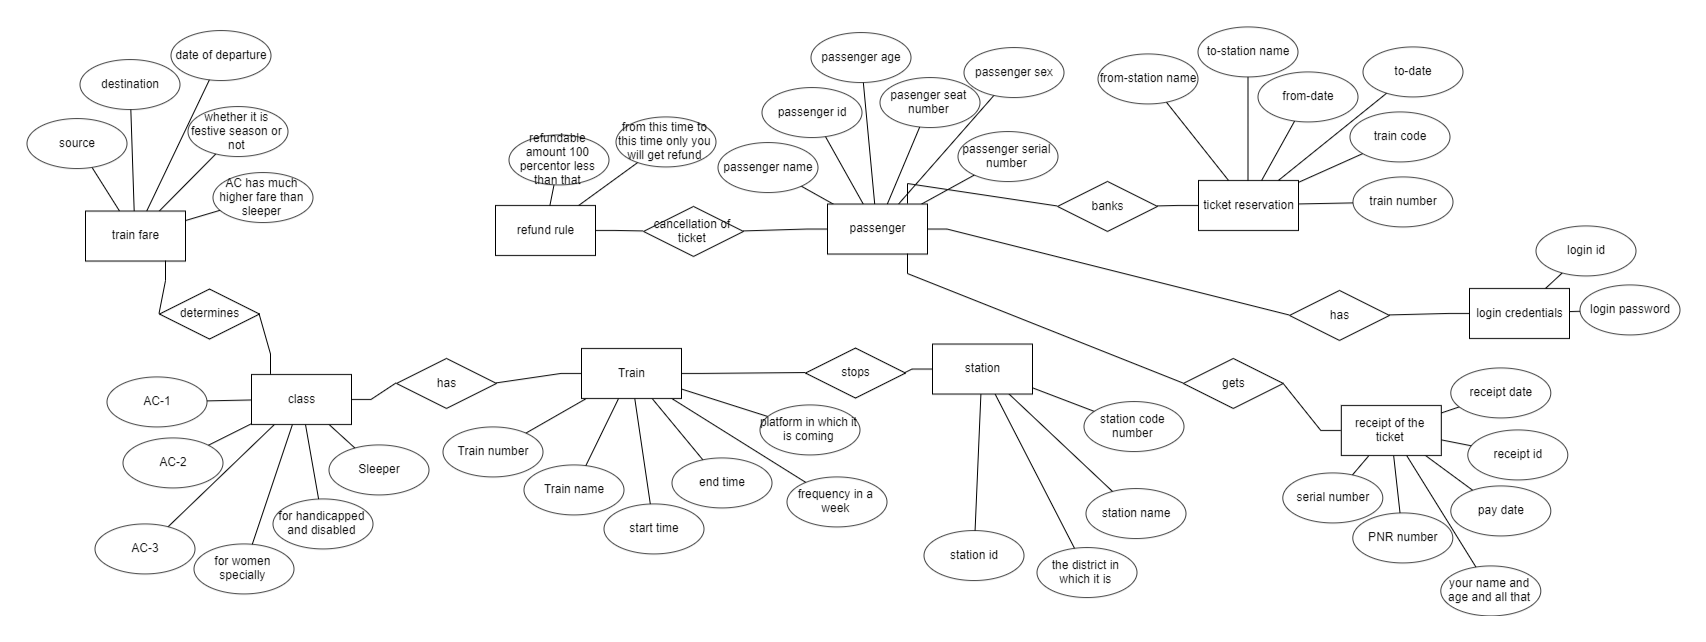 date of departure
destination
source
whether it is
festive season or
not
AC has much
higher fare than
sleeper
train fare
determines
class
AC-1
AC-2
AC-3
for women
specially
for handicapped
and disabled
Sleeper
has
Train
Train number
Train name
start time
end time
frequency in a
week
platform in which it
is coming
stops
station
station code
number
station name
the district in
which it is
station id
refundable
amount 100
percentor less
than that
from this time to
this time only you
will get refund
refund rule
cancellation of
ticket
passenger
passenger name
passenger id
passenger age
pasenger seat
number
passenger sex
passenger serial
number
banks
ticket reservation
from-station name
to-station name
from-date
to-date
train code
train number
has
login credentials
login id
login password
gets
receipt of the
ticket
receipt date
receipt id
pay date
your name and
age and all that
PNR number
serial number